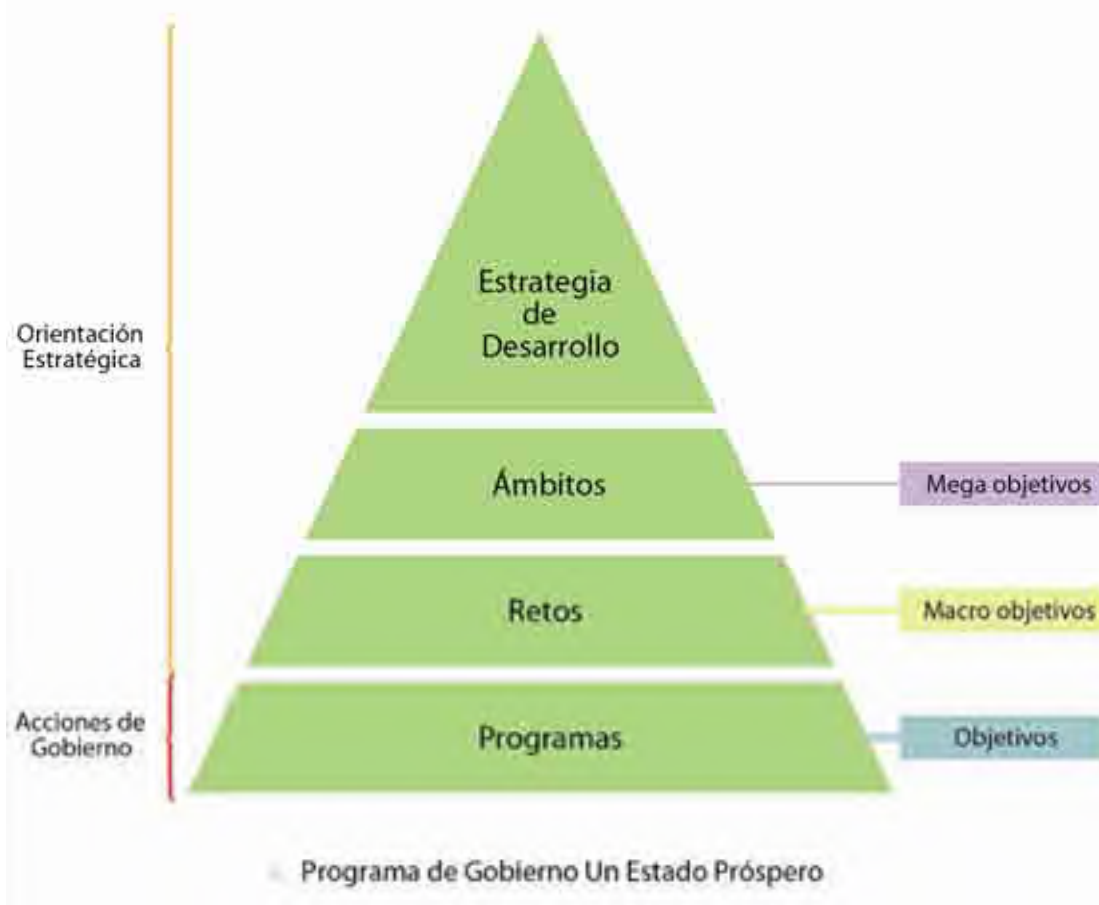 Estrategia
de
Desarrollo
Orientación
Estratégica
Ámbitos
Mega objetivos
Retos
Macro objetivos
Acciones de
Gobierno
Programas
Objetivos
Programa de Gobierno Un Estado Próspero